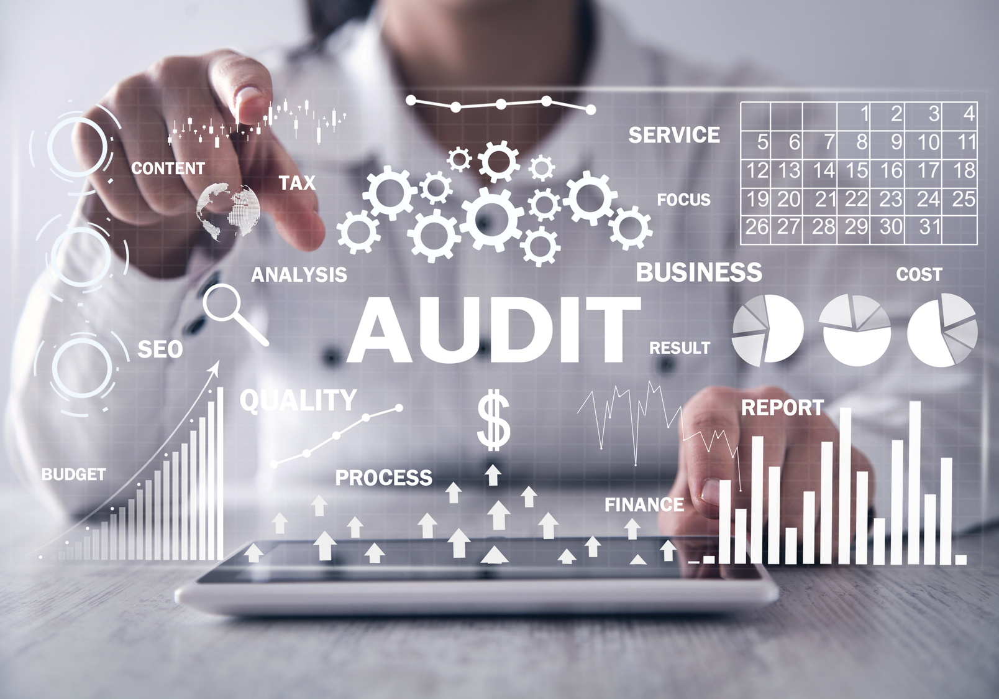 SERVICE
1 2 3 4
5 6 7 8 9 10 11
12 13 14 15 16 17 18
19 20 21 22 23 24 25
26 27 28 29 30 31
CONTENT
TAX
FOCUS
ANALYSIS
BUSINESS
COST
AUDIT
SEO
RESULT
QUALITY
$
REPORT
BUDGET
PROCESS
FINANCE